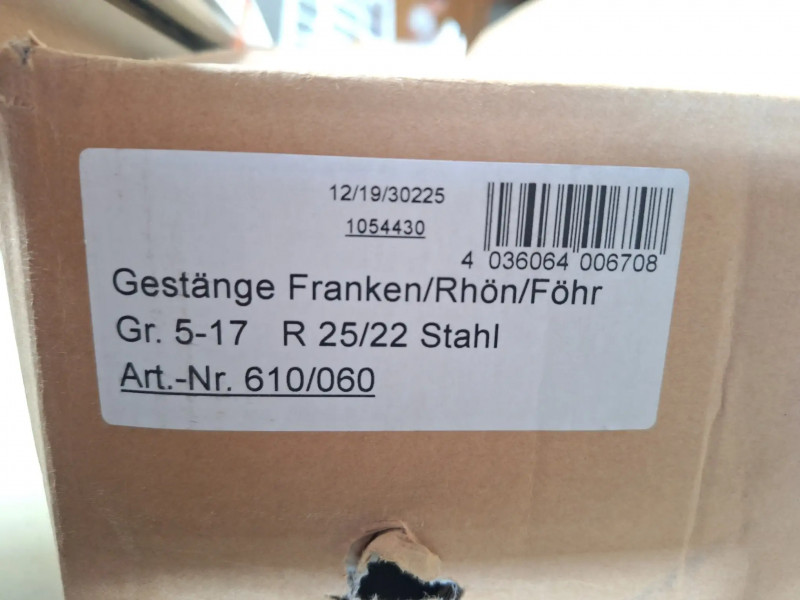 12/19/30225
1054430
4 036064 006708
Gestänge Franken/Rhön/Föhr
Gr. 5-17 R 25/22 Stahl
Art.-Nr. 610/060